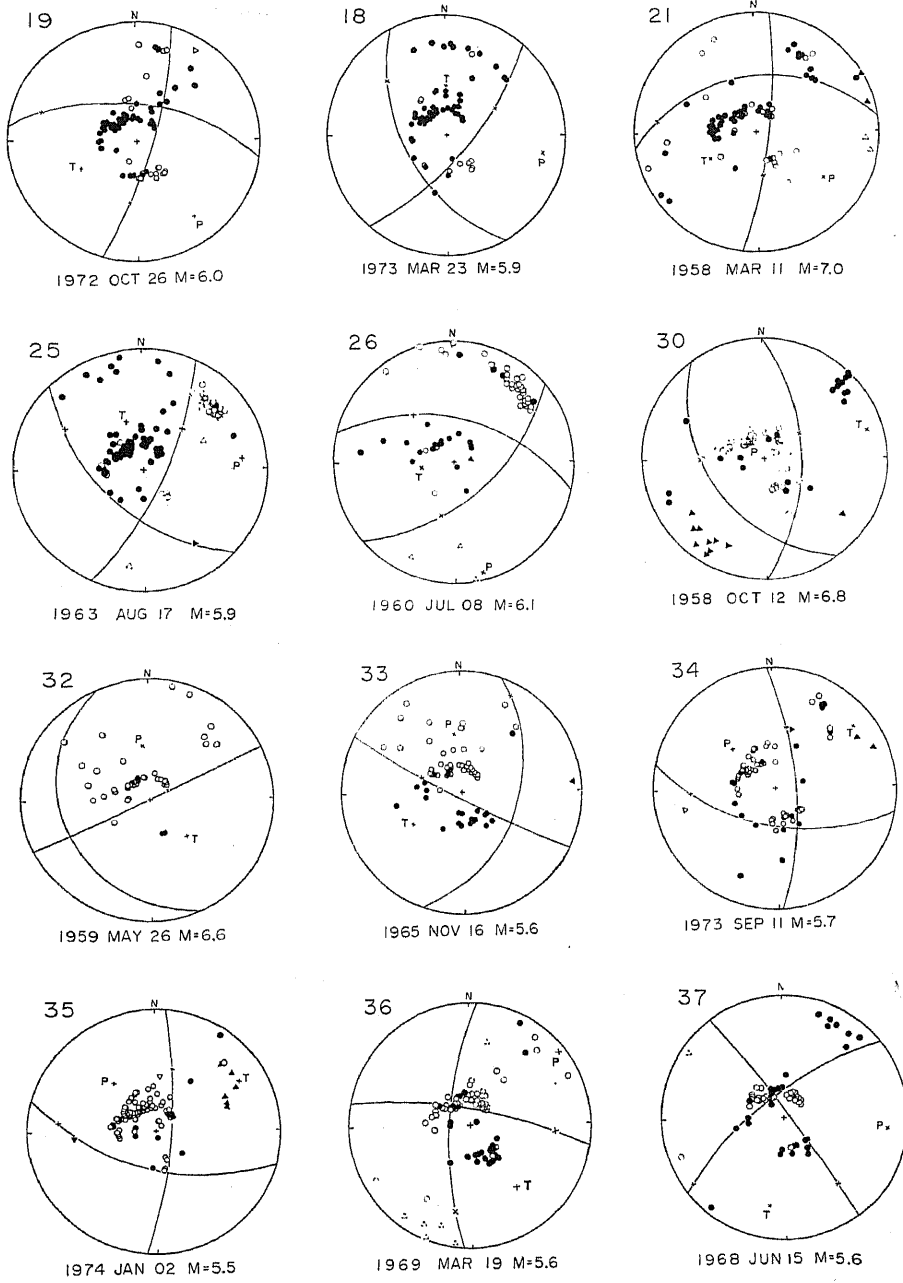 19
N
T
P
1972 OCT 26 M=6.0
18
N
T
P
1973 MAR 23 M=5.9
21
N
T
P
1958 MAR 11 M=7.0
25
N
T
P
1963 AUG 17 M=5.9
26
N
T
P
1960 JUL 08 M=6.1
30
N
T
P
1958 OCT 12 M=6.8
32
N
P
T
1959 MAY 26 M=6.6
33
N
P
T
1965 NOV 16 M=5.6
34
N
P
T
1973 SEP 11 M=5.7
35
N
P
T
1974 JAN 02 M=5.5
36
N
P
T
1969 MAR 19 M=5.6
37
N
P
T
1968 JUN 15 M=5.6